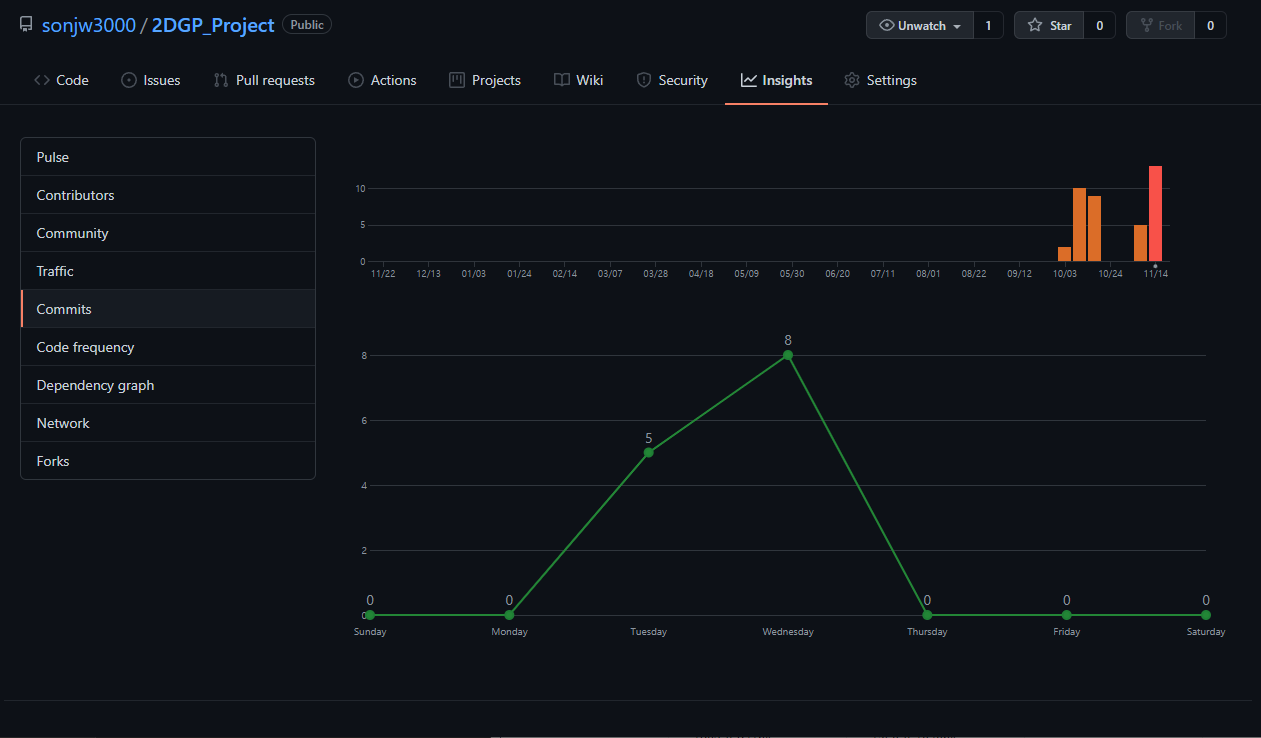 sonjw3000 / 2DGP_Project Public
Unwatch 1 Star 0 Fork 0
Code Issues Pull requests Actions Projects Wiki Security Insights Settings
Pulse
Contributors
Community
Traffic
Commits
Code frequency
Dependency graph
Network
Forks
10
5
0
11/22 12/13 01/03 01/24 02/14 03/07 03/28 04/18 05/09 05/30 06/20 07/11 08/01 08/22 09/12 10/03 10/24 11/14
8
8
6
5
4
2
0 0 0 0 0 0
Sunday Monday Tuesday Wednesday Thursday Friday Saturday